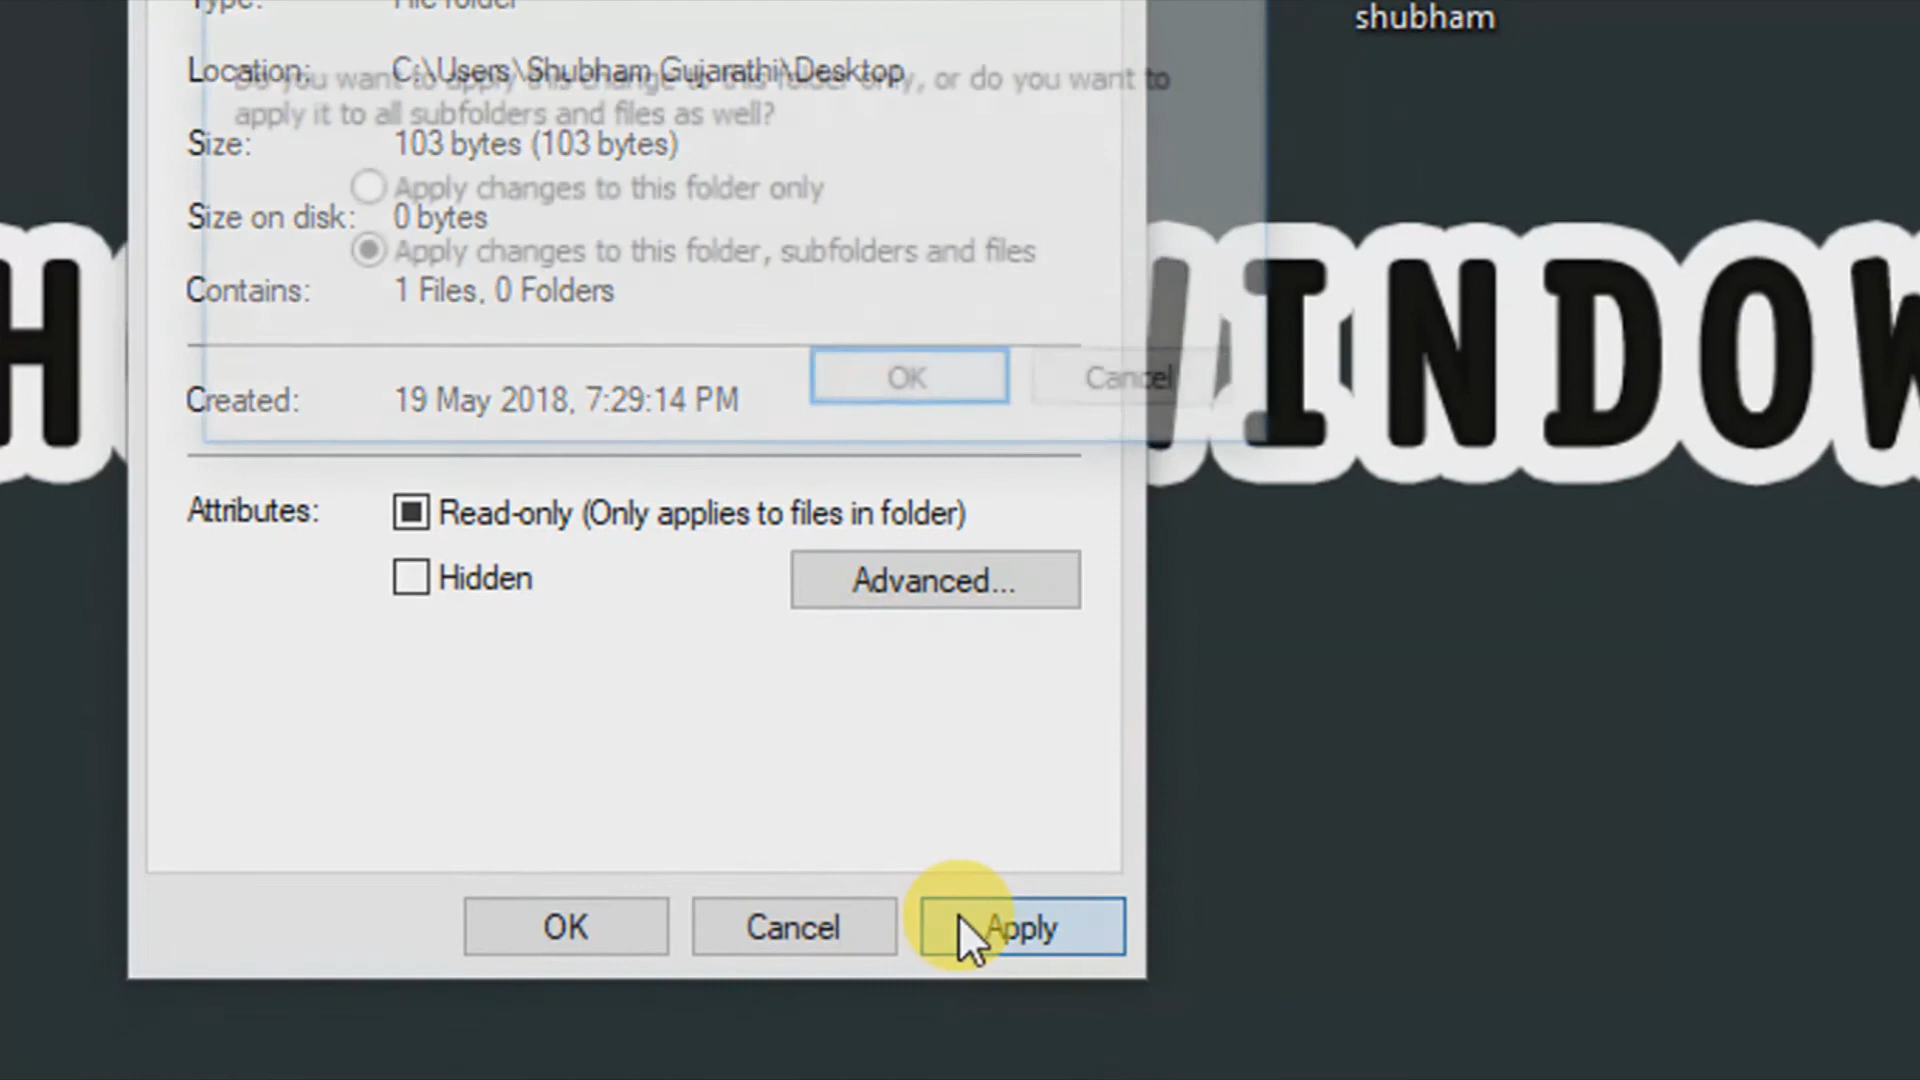 Type: File folder
shubham
Location: C:\Users\Shubham Gujarathi\Desktop
Do you want to apply this change to this folder only, or do you want to
apply it to all subfolders and files as well?
Size: 103 bytes (103 bytes)
Apply changes to this folder only
Size on disk: 0 bytes
Apply changes to this folder, subfolders and files
Contains: 1 Files, 0 Folders
H WINDOW
OK Cancel
Created: 19 May 2018, 7:29:14 PM
Attributes: Read-only (Only applies to files in folder)
Hidden
Advanced...
OK Cancel Apply